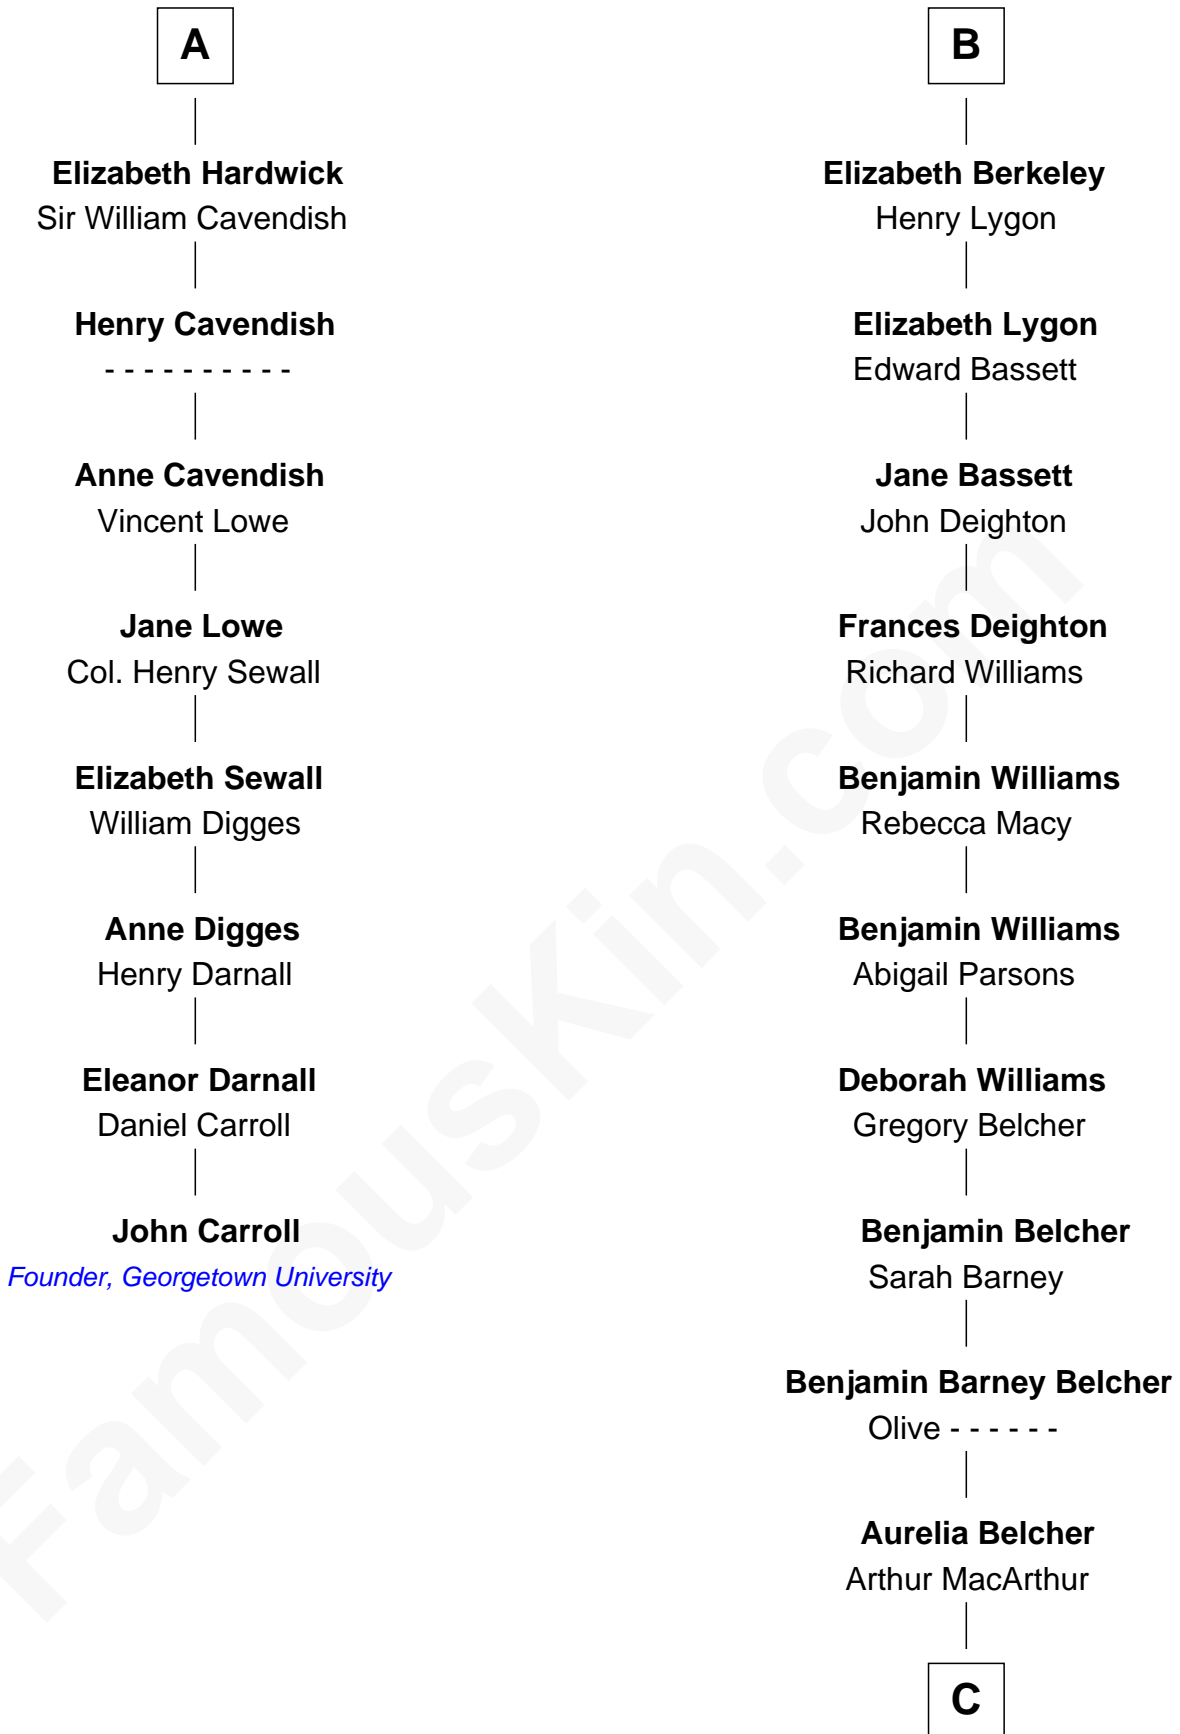 A
Elizabeth Hardwick
Sir William Cavendish
Henry Cavendish
- - - - - - - - - -
Anne Cavendish
Vincent Lowe
Jane Lowe
Col. Henry Sewall
Elizabeth Sewall
William Digges
Anne Digges
Henry Darnall
Eleanor Darnall
Daniel Carroll
John Carroll
Founder, Georgetown University
B
Elizabeth Berkeley
Henry Lygon
Elizabeth Lygon
Edward Bassett
Jane Bassett
John Deighton
Frances Deighton
Richard Williams
Benjamin Williams
Rebecca Macy
Benjamin Williams
Abigail Parsons
Deborah Williams
Gregory Belcher
Benjamin Belcher
Sarah Barney
Benjamin Barney Belcher
Olive - - - - - -
Aurelia Belcher
Arthur MacArthur
C
FamousKin.com